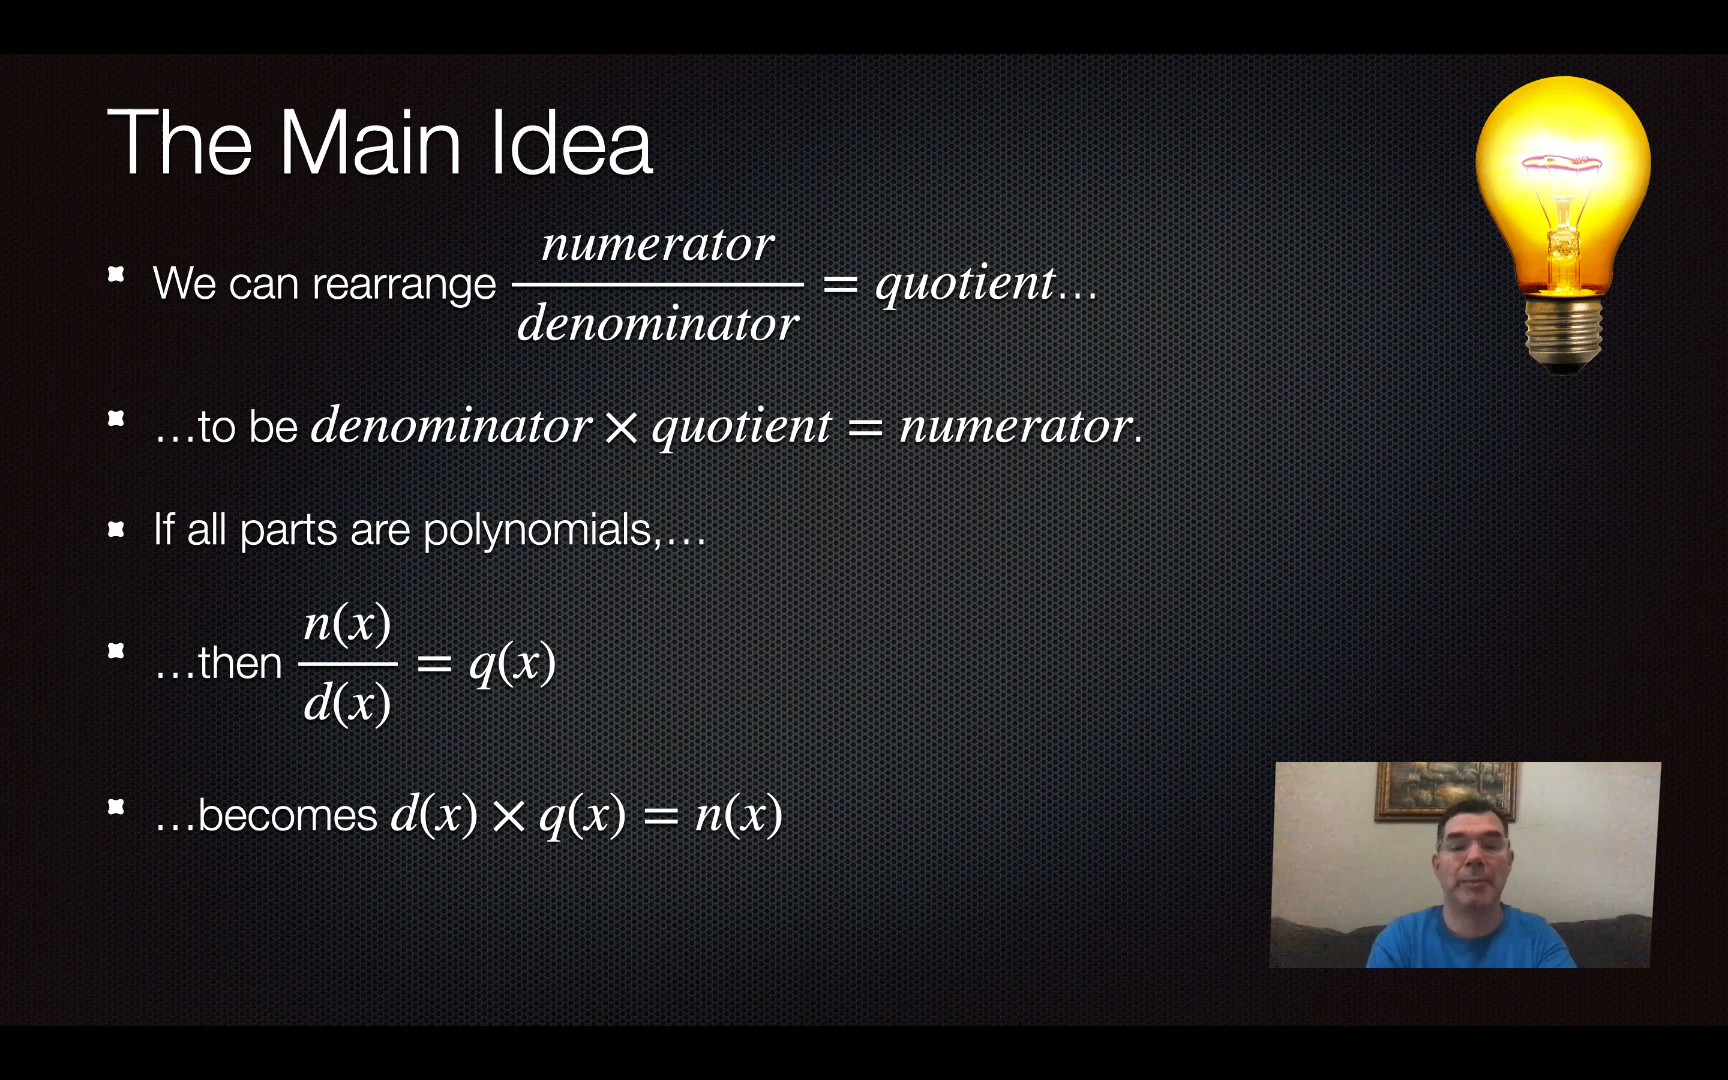 The Main Idea
We can rearrange numerator/denominator = quotient…
…to be denominator × quotient = numerator.
If all parts are polynomials,…
…then n(x)/d(x) = q(x)
…becomes d(x) × q(x) = n(x)